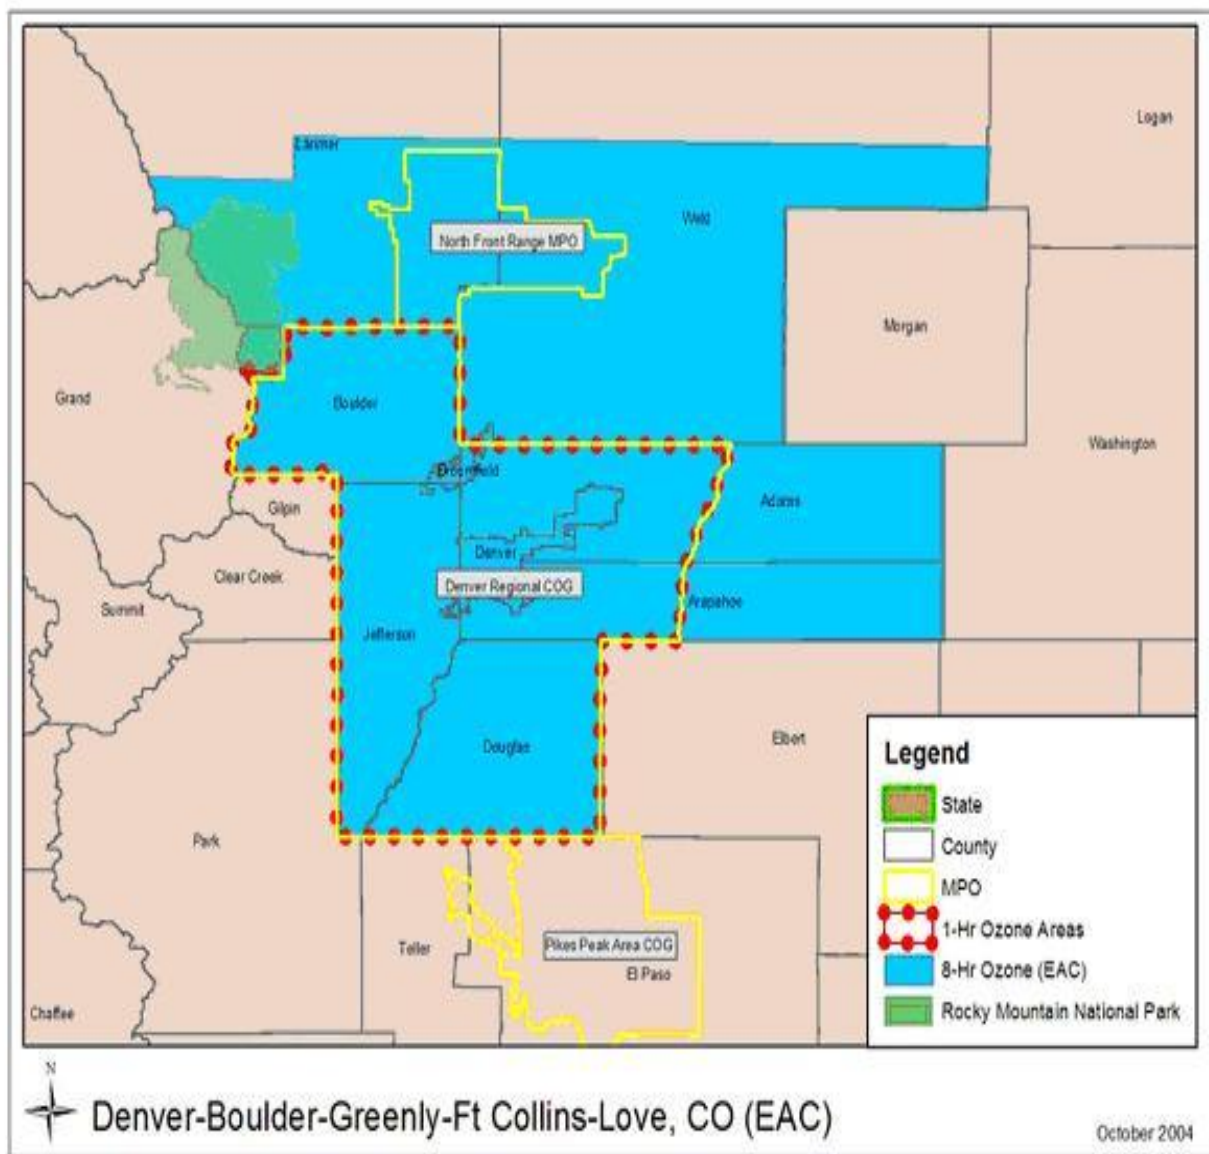 Logan
Larimer
Weld
North Front Range MPO
Morgan
Grand
Boulder
Washington
Broomfield
Gilpin
Adams
Denver
Clear Creek
Denver Regional COG
Summit
Arapahoe
Jefferson
Douglas
Elbert
Park
Teller
Pikes Peak Area COG
El Paso
Chaffee
Legend
State
County
MPO
1-Hr Ozone Areas
8-Hr Ozone (EAC)
Rocky Mountain National Park
N
Denver-Boulder-Greenly-Ft Collins-Love, CO (EAC)
October 2004